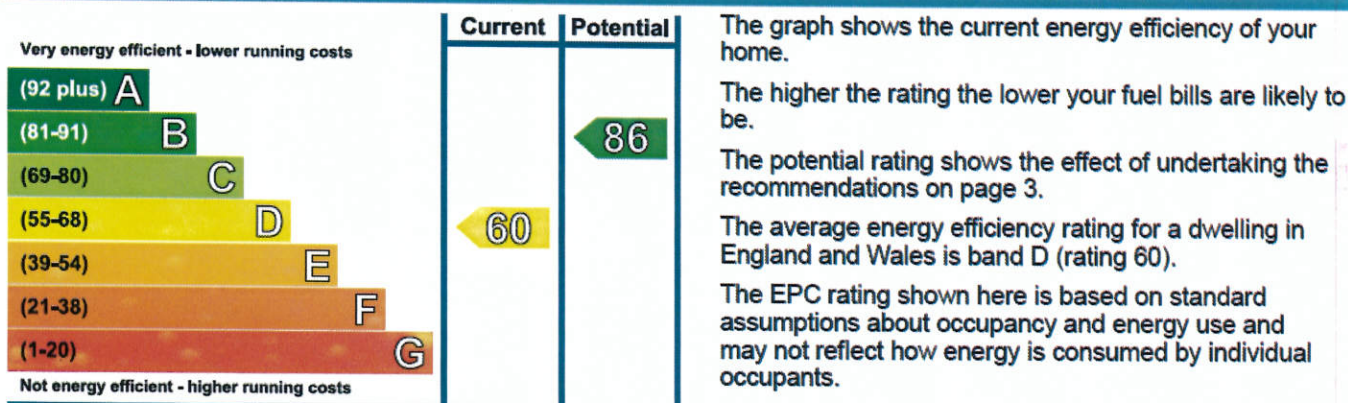 Current Potential
Very energy efficient - lower running costs
(92 plus) A
(81-91) B
(69-80) C
(55-68) D
(39-54) E
(21-38) F
(1-20) G
Not energy efficient - higher running costs
86
60
The graph shows the current energy efficiency of your
home.
The higher the rating the lower your fuel bills are likely to
be.
The potential rating shows the effect of undertaking the
recommendations on page 3.
The average energy efficiency rating for a dwelling in
England and Wales is band D (rating 60).
The EPC rating shown here is based on standard
assumptions about occupancy and energy use and
may not reflect how energy is consumed by individual
occupants.